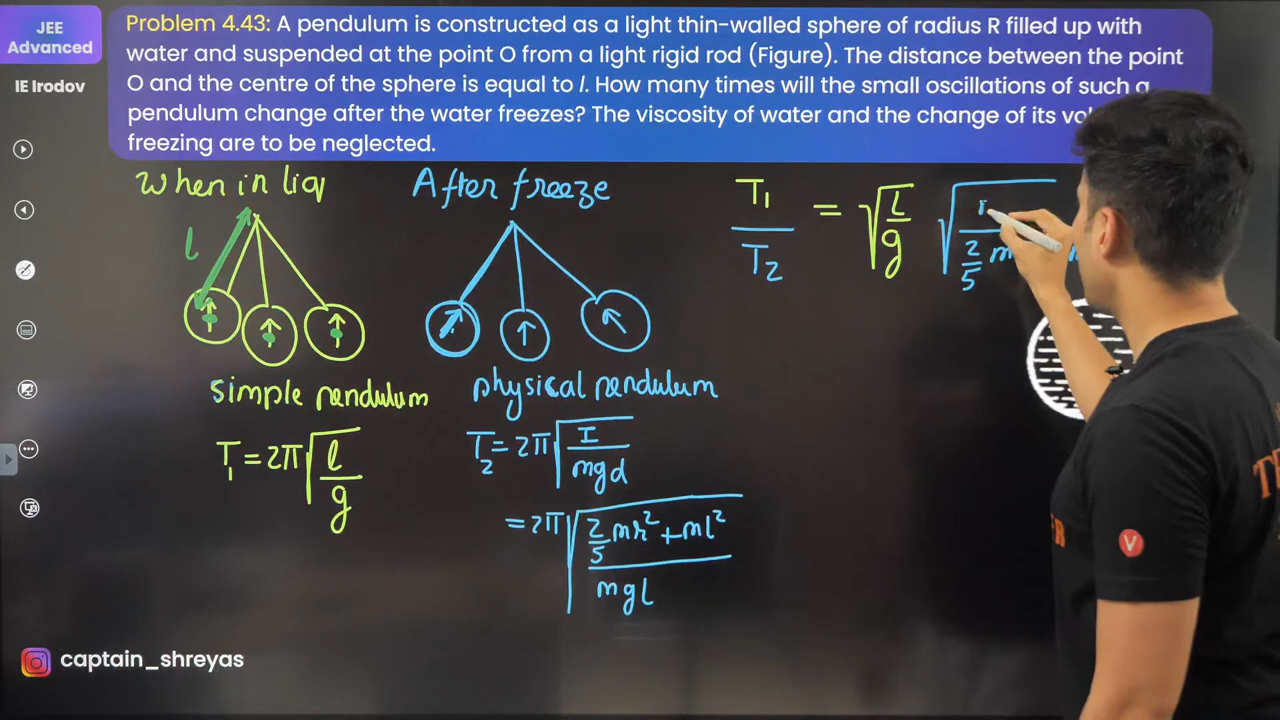 JEE
Advanced
IE Irodov
Problem 4.43: A pendulum is constructed as a light thin-walled sphere of radius R filled up with
water and suspended at the point O from a light rigid rod (Figure). The distance between the point
O and the centre of the sphere is equal to l. How many times will the small oscillations of such a
pendulum change after the water freezes? The viscosity of water and the change of its
freezing are to be neglected.
When in liq
l
simple pendulum
T₁ = 2π √(l/g)
After freeze
physical pendulum
T₂ = 2π √(I/mgd)
= 2π √((2/5 mr² + ml²)/mgl)
T₁/T₂ = √(l/g)
2/5 m
V
captain_shreyas